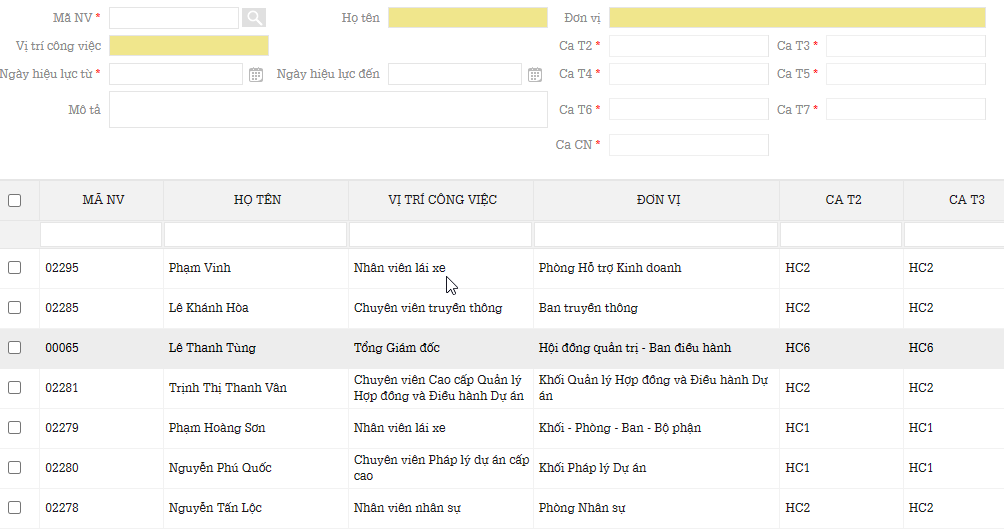 Mã NV * Họ tên Đơn vị
Vị trí công việc Ca T2 * Ca T3 *
Ngày hiệu lực từ * Ngày hiệu lực đến Ca T4 * Ca T5 *
Mô tả Ca T6 * Ca T7 *
Ca CN *
MÃ NV HỌ TÊN VỊ TRÍ CÔNG VIỆC ĐƠN VỊ CA T2 CA T3
02295 Phạm Vinh Nhân viên lái xe Phòng Hỗ trợ Kinh doanh HC2 HC2
02285 Lê Khánh Hòa Chuyên viên truyền thông Ban truyền thông HC2 HC2
00065 Lê Thanh Tùng Tổng Giám đốc Hội đồng quản trị - Ban điều hành HC6 HC6
02281 Trịnh Thị Thanh Vân Chuyên viên Cao cấp Quản lý Khối Quản lý Hợp đồng và Điều hành Dự HC2 HC2
Hợp đồng và Điều hành Dự án án
02279 Phạm Hoàng Sơn Nhân viên lái xe Khối - Phòng - Ban - Bộ phận HC1 HC1
02280 Nguyễn Phú Quốc Chuyên viên Pháp lý dự án cấp Khối Pháp lý Dự án HC1 HC1
cao
02278 Nguyễn Tấn Lộc Nhân viên nhân sự Phòng Nhân sự HC2 HC2